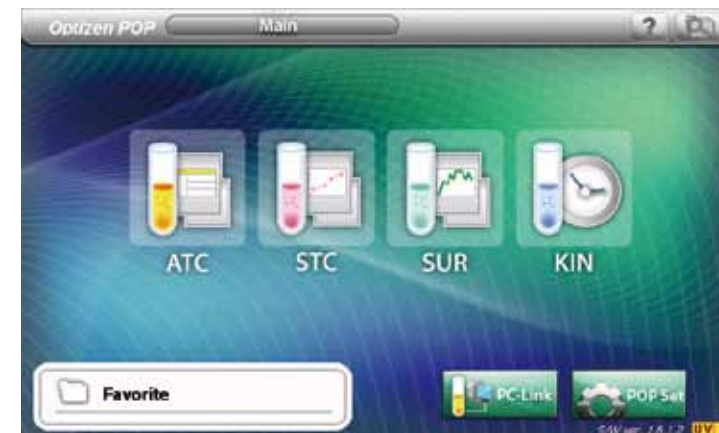 Optizen POP
Main
?
ATC
STC
SUR
KIN
Favorite
PC-Link
POP Set
UV